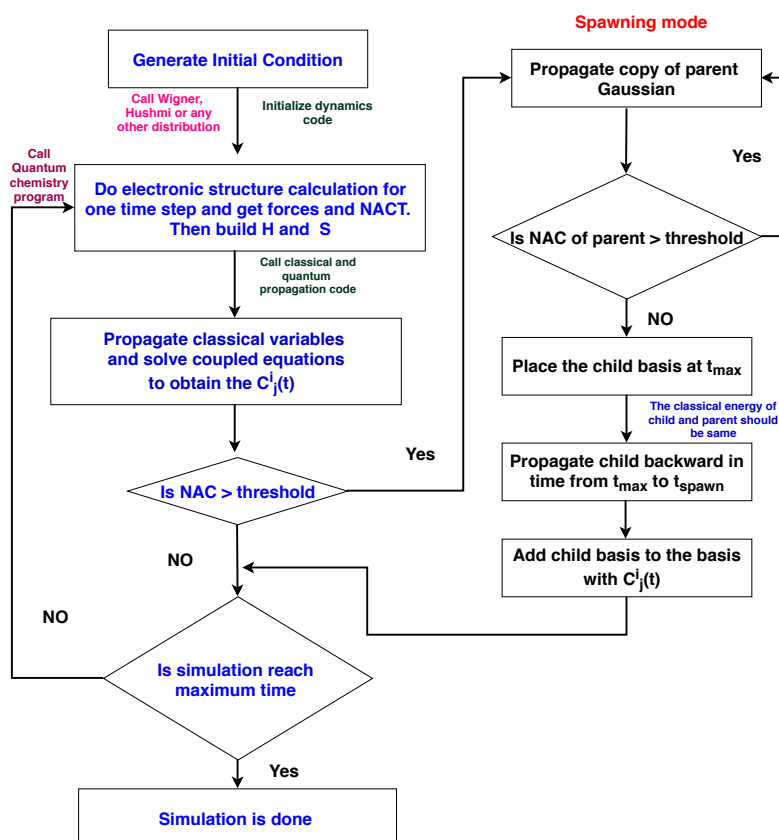 Spawning mode
Generate Initial Condition
Call Wigner,
Hushmi or any
other distribution
Initialize dynamics
code
Call
Quantum
chemistry
program
Do electronic structure calculation for
one time step and get forces and NACT.
Then build H and S
Call classical and
quantum
propagation code
Propagate classical variables
and solve coupled equations
to obtain the C^i_j(t)
Is NAC > threshold
Yes
NO
NO
Is simulation reach
maximum time
Yes
Simulation is done
Propagate copy of parent
Gaussian
Yes
Is NAC of parent > threshold
NO
Place the child basis at t_max
The classical energy of
child and parent should
be same
Propagate child backward in
time from t_max to t_spawn
Add child basis to the basis
with C^i_j(t)